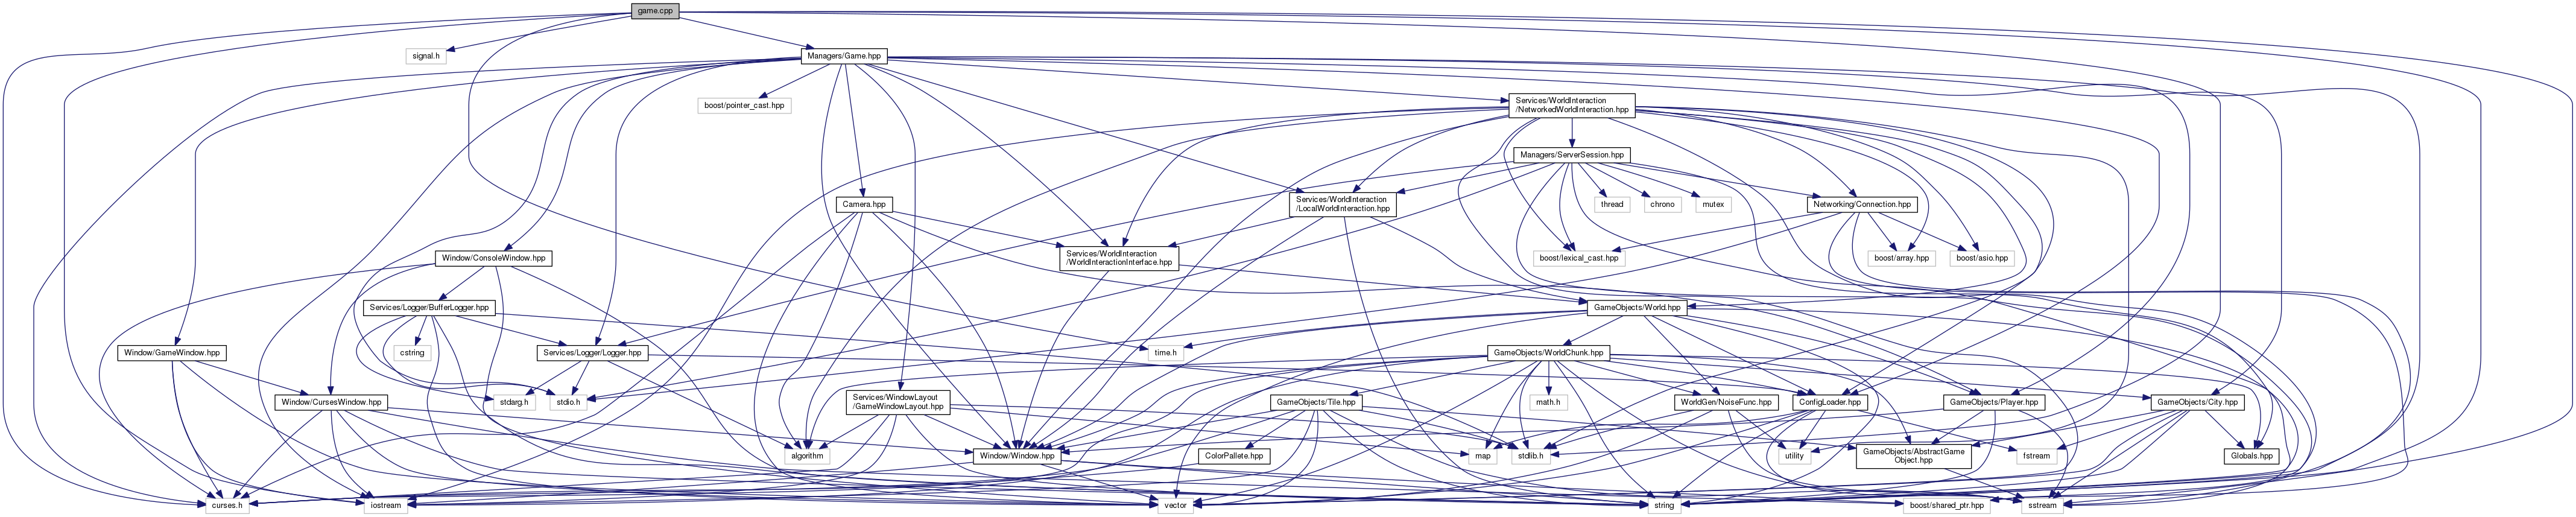 game.cpp
signal.h
Managers/Game.hpp
boost/pointer_cast.hpp
Services/WorldInteraction
/NetworkedWorldInteraction.hpp
Managers/ServerSession.hpp
Camera.hpp
Services/WorldInteraction
/LocalWorldInteraction.hpp
thread
chrono
mutex
Networking/Connection.hpp
Window/ConsoleWindow.hpp
Services/WorldInteraction
/WorldInteractionInterface.hpp
boost/lexical_cast.hpp
boost/array.hpp
boost/asio.hpp
Services/Logger/BufferLogger.hpp
GameObjects/World.hpp
Window/GameWindow.hpp
cstring
Services/Logger/Logger.hpp
time.h
GameObjects/WorldChunk.hpp
Window/CursesWindow.hpp
stdarg.h
stdio.h
Services/WindowLayout
/GameWindowLayout.hpp
GameObjects/Tile.hpp
math.h
WorldGen/NoiseFunc.hpp
ConfigLoader.hpp
GameObjects/Player.hpp
GameObjects/City.hpp
algorithm
Window/Window.hpp
ColorPallete.hpp
map
stdlib.h
utility
GameObjects/AbstractGame
Object.hpp
fstream
Globals.hpp
curses.h
iostream
vector
string
boost/shared_ptr.hpp
sstream